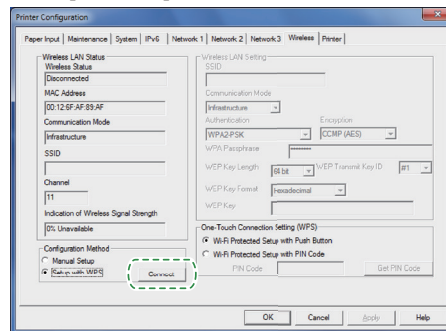 Printer Configuration
Paper Input
Maintenance
System
IPv6
Network 1
Network 2
Network3
Wireless
Printer
Wireless LAN Status
Wireless Status
Disconnected
MAC Address
00:12:6F:AF:89:AF
Communication Mode
Infrastructure
SSID
Channel
11
Indication of Wireless Signal Strength
0% Unavailable
Configuration Method
Manual Setup
Setup with WPS
Connect
Wireless LAN Setting
SSID
Communication Mode
Infrastructure
Authentication
Encryption
WPA2-PSK
CCMP (AES)
WPA Passphrase
********
WEP Key Length
64 bit
WEP Transmit Key ID
#1
WEP Key Format
Hexadecimal
WEP Key
One-Touch Connection Setting (WPS)
Wi-Fi Protected Setup with Push Button
Wi-Fi Protected Setup with PIN Code
PIN Code
Get PIN Code
OK
Cancel
Apply
Help